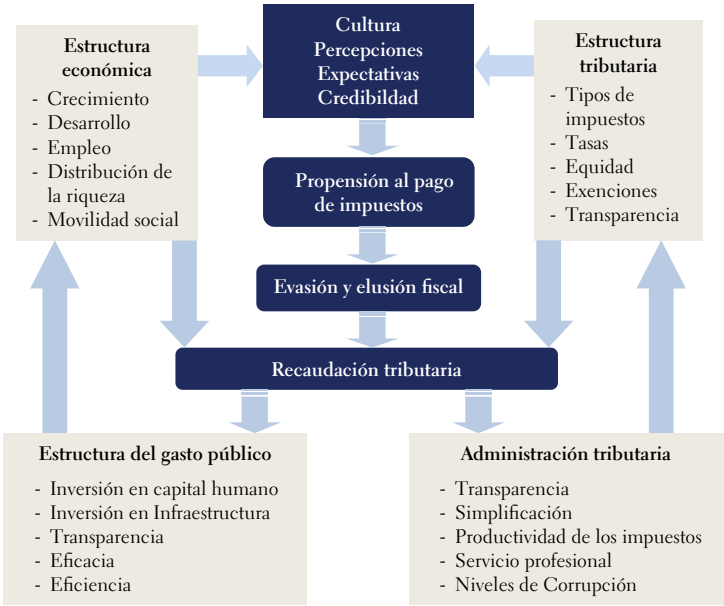 Estructura
económica
- Crecimiento
- Desarrollo
- Empleo
- Distribución de
la riqueza
- Movilidad social
Cultura
Percepciones
Expectativas
Credibildad
Estructura
tributaria
- Tipos de
impuestos
- Tasas
- Equidad
- Exenciones
- Transparencia
Propensión al pago
de impuestos
Evasión y elusión fiscal
Recaudación tributaria
Estructura del gasto público
- Inversión en capital humano
- Inversión en Infraestructura
- Transparencia
- Eficacia
- Eficiencia
Administración tributaria
- Transparencia
- Simplificación
- Productividad de los impuestos
- Servicio profesional
- Niveles de Corrupción